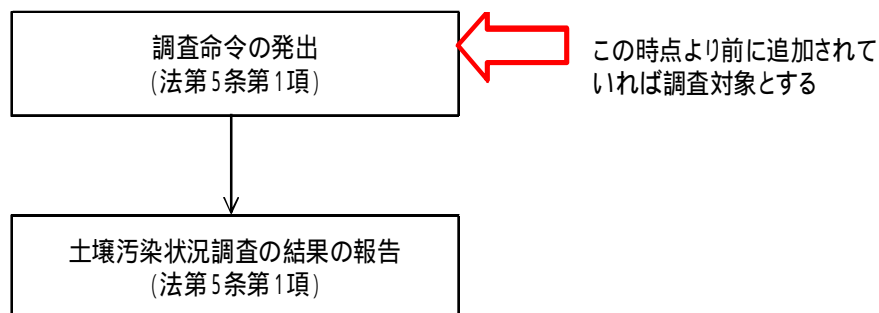 調査命令の発出
(法第5条第1項)
この時点より前に追加されて
いれば調査対象とする
土壌汚染状況調査の結果の報告
(法第5条第1項)